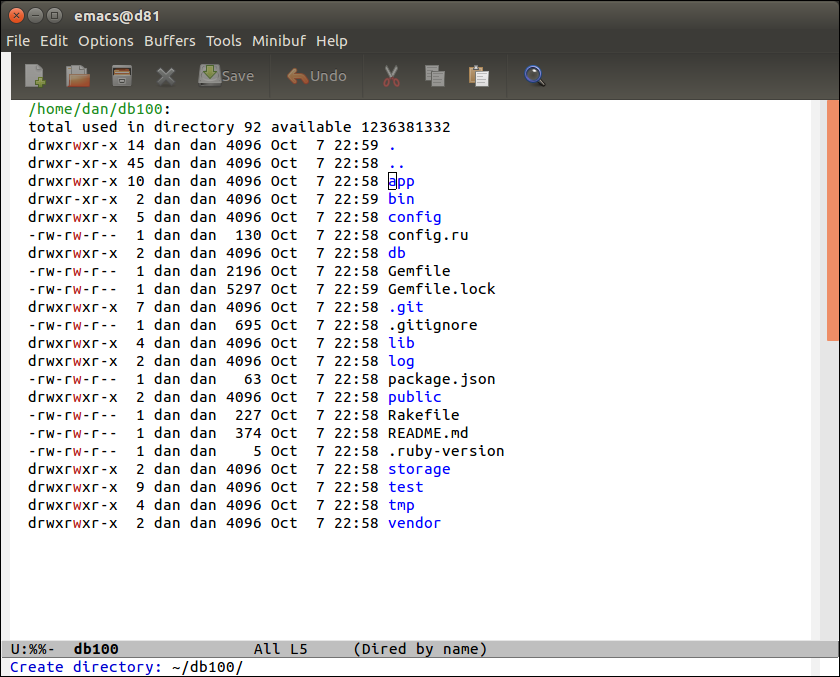 emacs@d81
File Edit Options Buffers Tools Minibuf Help
Save Undo
/home/dan/db100:
total used in directory 92 available 1236381332
drwxrwxr-x 14 dan dan 4096 Oct  7 22:59 .
drwxr-xr-x 45 dan dan 4096 Oct  7 22:58 ..
drwxrwxr-x 10 dan dan 4096 Oct  7 22:58 app
drwxr-xr-x  2 dan dan 4096 Oct  7 22:59 bin
drwxrwxr-x  5 dan dan 4096 Oct  7 22:58 config
-rw-rw-r--  1 dan dan  130 Oct  7 22:58 config.ru
drwxrwxr-x  2 dan dan 4096 Oct  7 22:58 db
-rw-rw-r--  1 dan dan 2196 Oct  7 22:58 Gemfile
-rw-rw-r--  1 dan dan 5297 Oct  7 22:59 Gemfile.lock
drwxrwxr-x  7 dan dan 4096 Oct  7 22:58 .git
-rw-rw-r--  1 dan dan  695 Oct  7 22:58 .gitignore
drwxrwxr-x  4 dan dan 4096 Oct  7 22:58 lib
drwxrwxr-x  2 dan dan 4096 Oct  7 22:58 log
-rw-rw-r--  1 dan dan   63 Oct  7 22:58 package.json
drwxrwxr-x  2 dan dan 4096 Oct  7 22:58 public
-rw-rw-r--  1 dan dan  227 Oct  7 22:58 Rakefile
-rw-rw-r--  1 dan dan  374 Oct  7 22:58 README.md
-rw-rw-r--  1 dan dan    5 Oct  7 22:58 .ruby-version
drwxrwxr-x  2 dan dan 4096 Oct  7 22:58 storage
drwxrwxr-x  9 dan dan 4096 Oct  7 22:58 test
drwxrwxr-x  4 dan dan 4096 Oct  7 22:58 tmp
drwxrwxr-x  2 dan dan 4096 Oct  7 22:58 vendor
U:%%-  db100               All L5     (Dired by name)
Create directory: ~/db100/